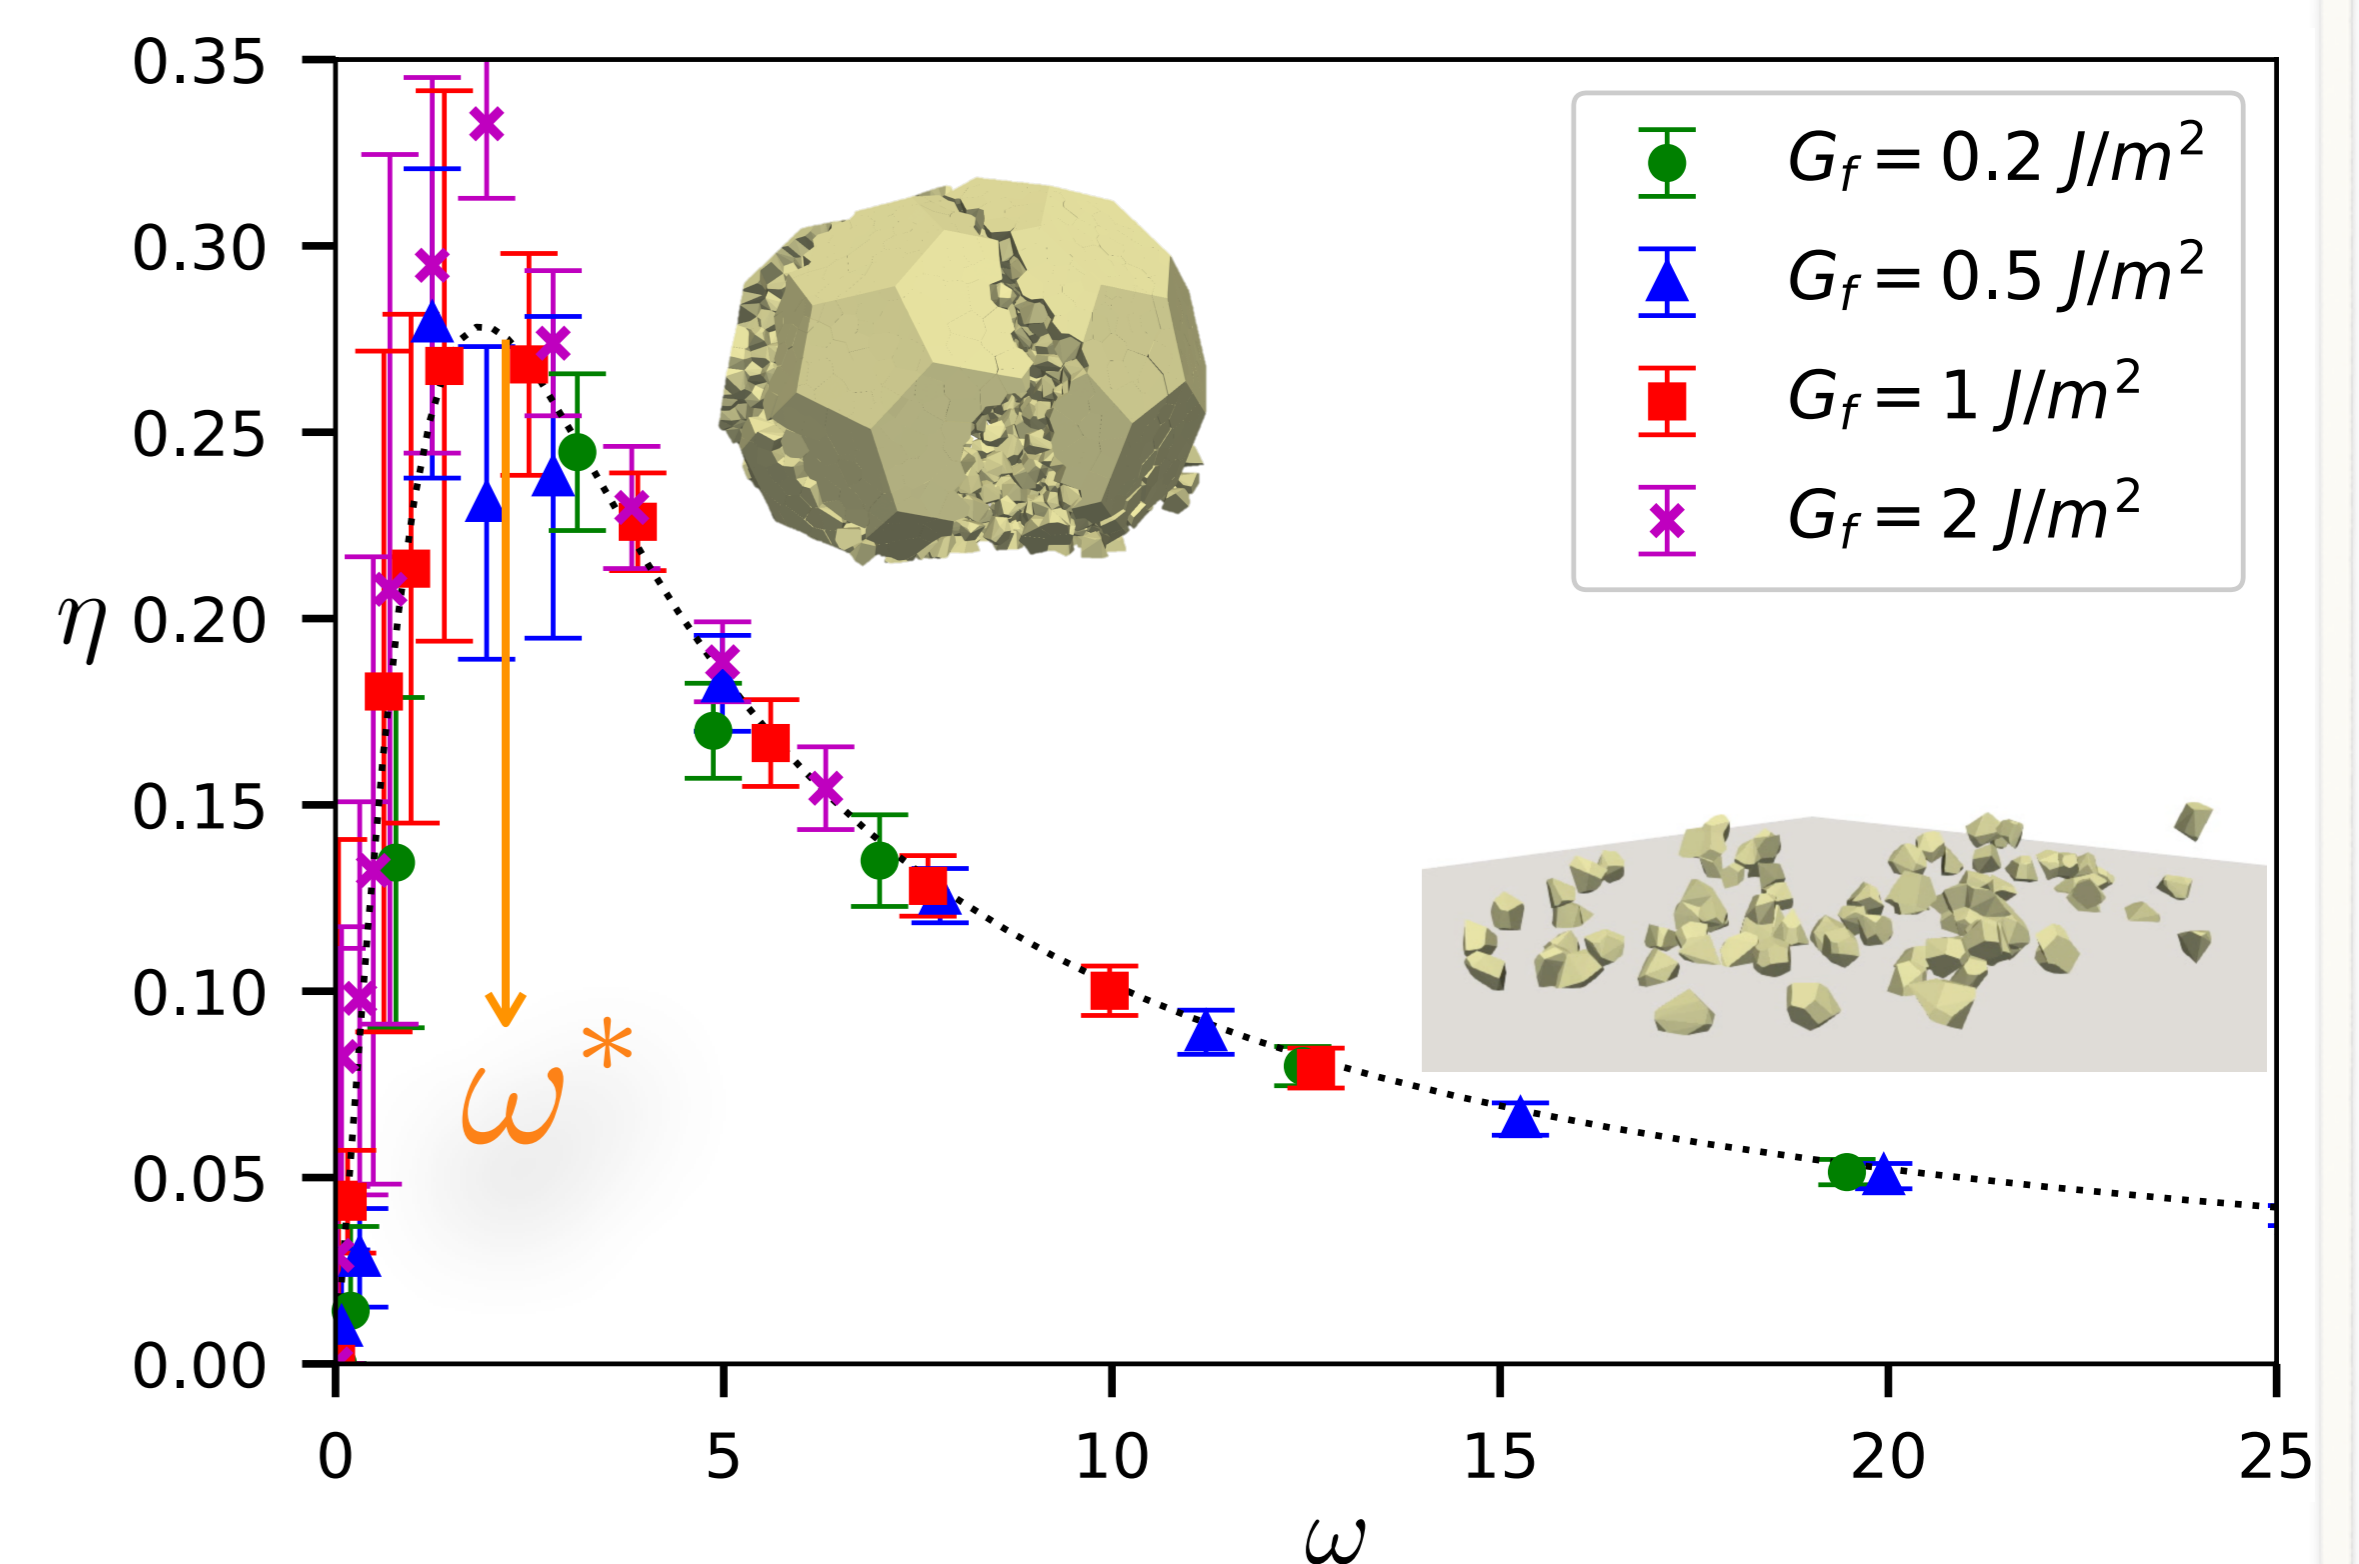 0.35
0.30
0.25
0.20
0.15
0.10
0.05
0.00
η
G_f = 0.2 J/m²
G_f = 0.5 J/m²
G_f = 1 J/m²
G_f = 2 J/m²
ω*
0 5 10 15 20 25
ω